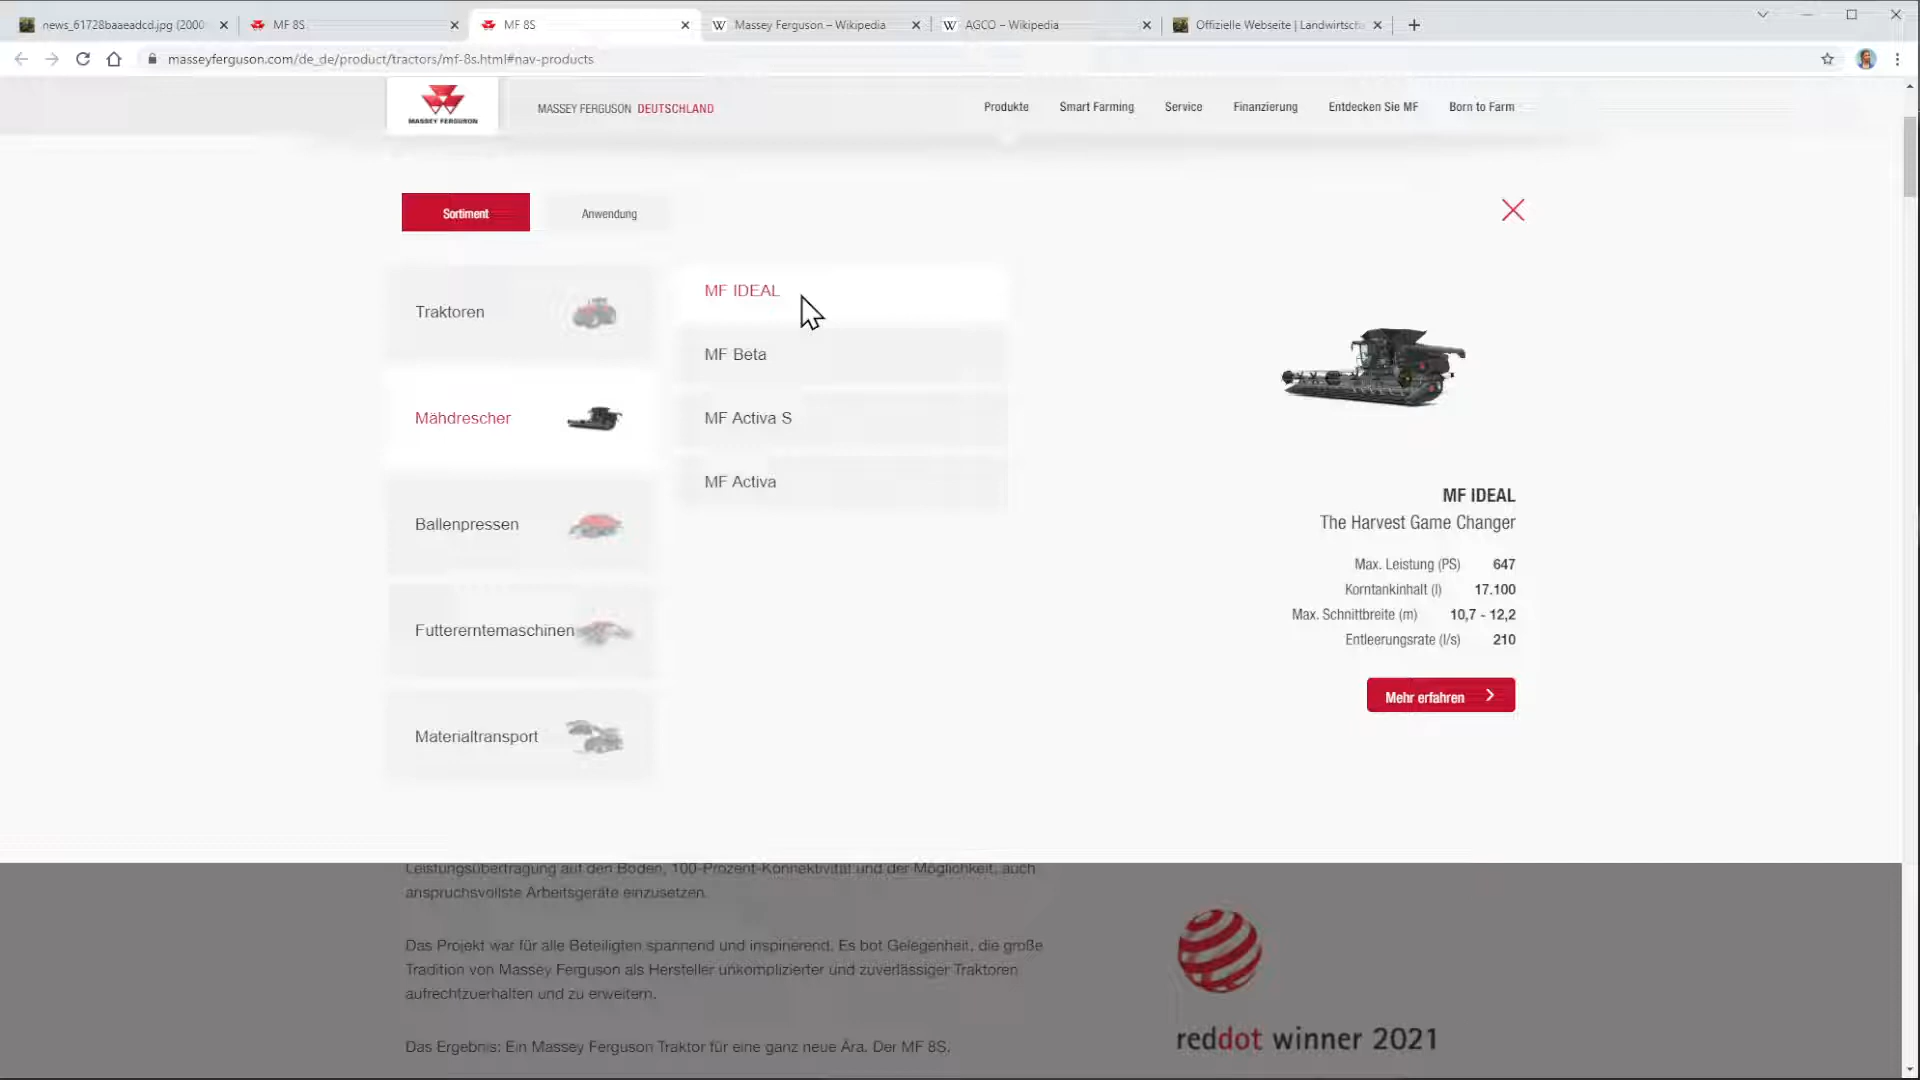 news_61728baaeadcd.jpg (2000
MF 8S
MF 8S
Massey Ferguson – Wikipedia
AGCO – Wikipedia
Offizielle Webseite | Landwirtscha
masseyferguson.com/de_de/product/tractors/mf-8s.html#nav-products
MASSEY FERGUSON
MASSEY FERGUSON DEUTSCHLAND
Produkte
Smart Farming
Service
Finanzierung
Entdecken Sie MF
Born to Farm
Sortiment
Anwendung
Traktoren
Mähdrescher
Ballenpressen
Futtererntemaschinen
Materialtransport
MF IDEAL
MF Beta
MF Activa S
MF Activa
MF IDEAL
The Harvest Game Changer
Max. Leistung (PS) 647
Korntankinhalt (l) 17.100
Max. Schnittbreite (m) 10,7 - 12,2
Entleerungsrate (l/s) 210
Mehr erfahren
Leistungsübertragung auf den Boden, 100-Prozent-Konnektivität und der Möglichkeit, auch
anspruchsvollste Arbeitsgeräte einzusetzen.
Das Projekt war für alle Beteiligten spannend und inspirierend. Es bot Gelegenheit, die große
Tradition von Massey Ferguson als Hersteller unkomplizierter und zuverlässiger Traktoren
aufrechtzuerhalten und zu erweitern.
Das Ergebnis: Ein Massey Ferguson Traktor für eine ganz neue Ära. Der MF 8S.
reddot winner 2021